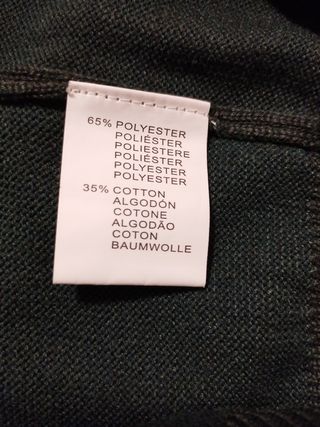 65% POLYESTER
POLIÉSTER
POLIESTERE
POLIÉSTER
POLYESTER
POLYESTER
35% COTTON
ALGODÓN
COTONE
ALGODÃO
COTON
BAUMWOLLE